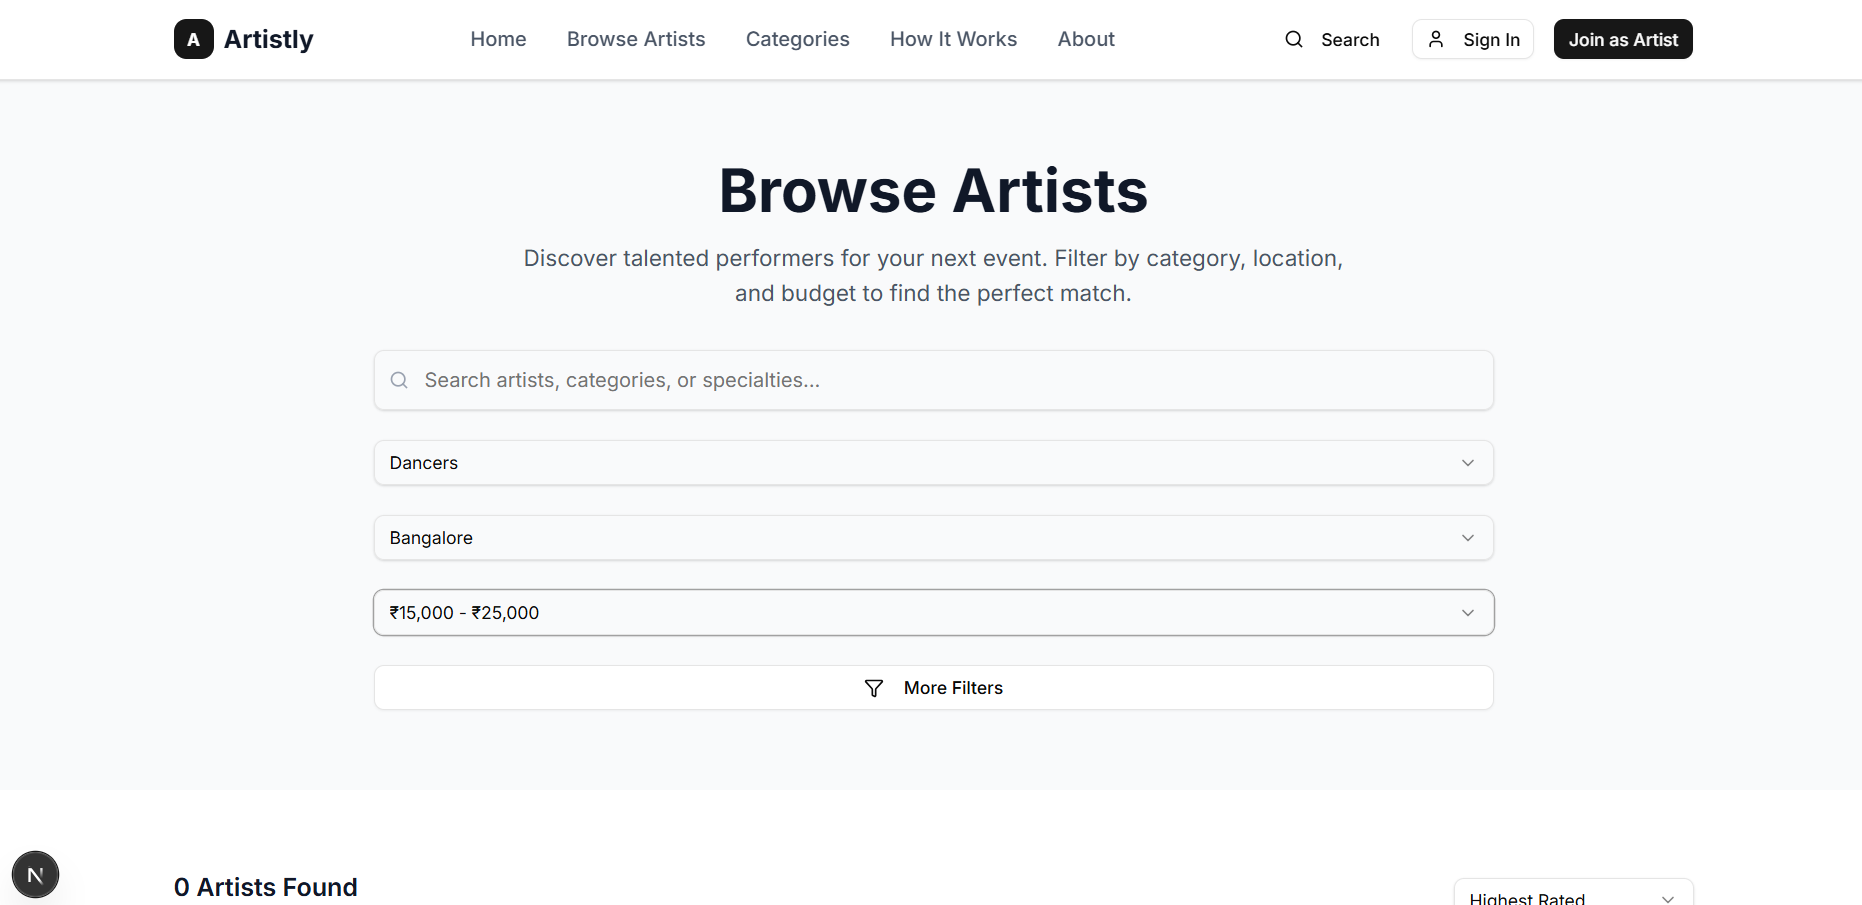 A Artistly
Home Browse Artists Categories How It Works About
Search Sign In Join as Artist
Browse Artists
Discover talented performers for your next event. Filter by category, location,
and budget to find the perfect match.
Search artists, categories, or specialties...
Dancers
Bangalore
₹15,000 - ₹25,000
More Filters
0 Artists Found
Highest Rated
N